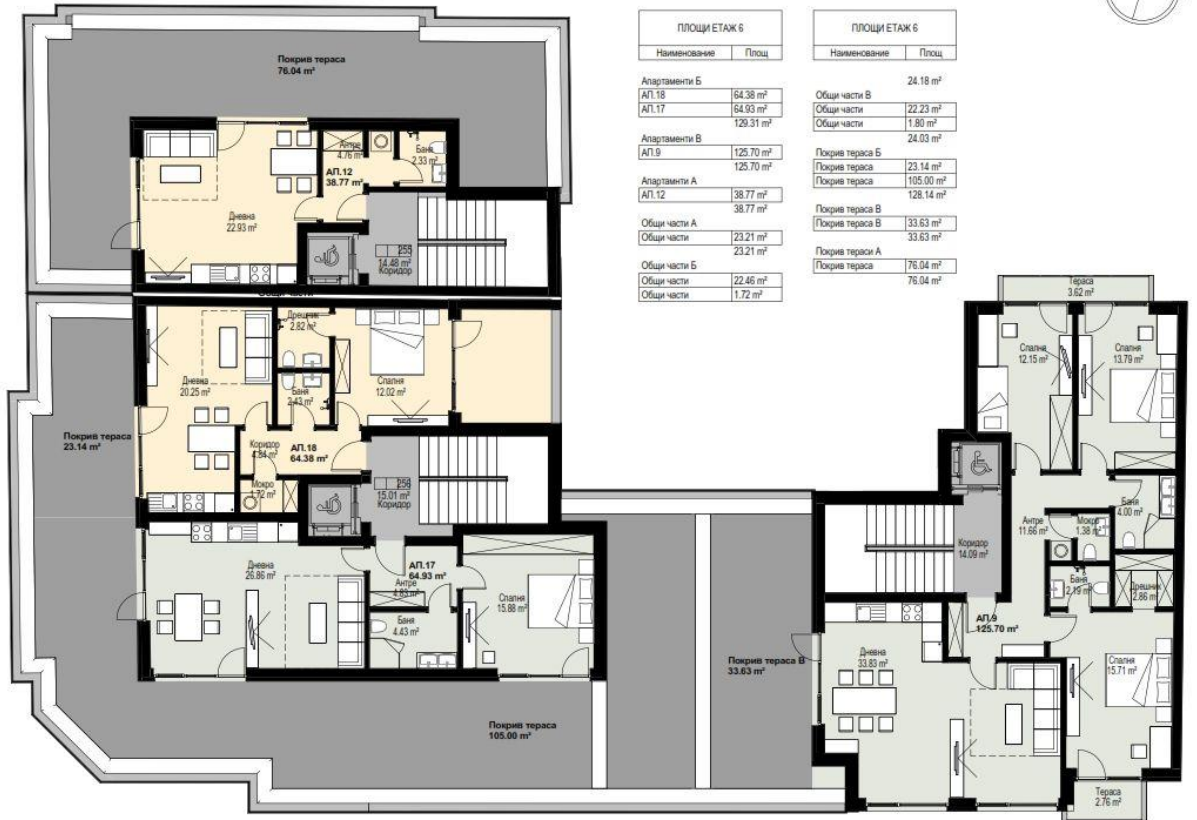 ПЛОЩИ ЕТАЖ 6
Наименование Площ
Апартаменти Б
АП.18 64.38 m²
АП.17 64.93 m²
129.31 m²
Апартаменти В
АП.9 125.70 m²
125.70 m²
Апартамнти А
АП.12 38.77 m²
38.77 m²
Общи части А
Общи части 23.21 m²
23.21 m²
Общи части Б
Общи части 22.46 m²
Общи части 1.72 m²
ПЛОЩИ ЕТАЖ 6
Наименование Площ
24.18 m²
Общи части В
Общи части 22.23 m²
Общи части 1.80 m²
24.03 m²
Покрив тераса Б
Покрив тераса 23.14 m²
Покрив тераса 105.00 m²
128.14 m²
Покрив тераса В
Покрив тераса В 33.63 m²
33.63 m²
Покрив тераси А
Покрив тераса 76.04 m²
76.04 m²
Покрив тераса
76.04 m²
Антре
4.76 m²
Баня
2.33 m²
АП.12
38.77 m²
Дневна
22.93 m²
255
14.48 m²
Коридор
Общи части
Дрешник
2.82 m²
Дневна
20.25 m²
Баня
2.43 m²
Спалня
12.02 m²
Покрив тераса
23.14 m²
Коридор
4.84 m²
АП.18
64.38 m²
Мокро
1.72 m²
256
15.01 m²
Коридор
Дневна
26.86 m²
АП.17
64.93 m²
Антре
4.83 m²
Баня
4.43 m²
Спалня
15.88 m²
Покрив тераса
105.00 m²
Покрив тераса В
33.63 m²
Тераса
3.62 m²
Спалня
12.15 m²
Спалня
13.79 m²
Баня
4.00 m²
Антре
11.66 m²
Мокро
1.38 m²
Коридор
14.09 m²
Баня
2.19 m²
Дрешник
2.86 m²
АП.9
125.70 m²
Дневна
33.83 m²
Спалня
15.71 m²
Тераса
2.76 m²